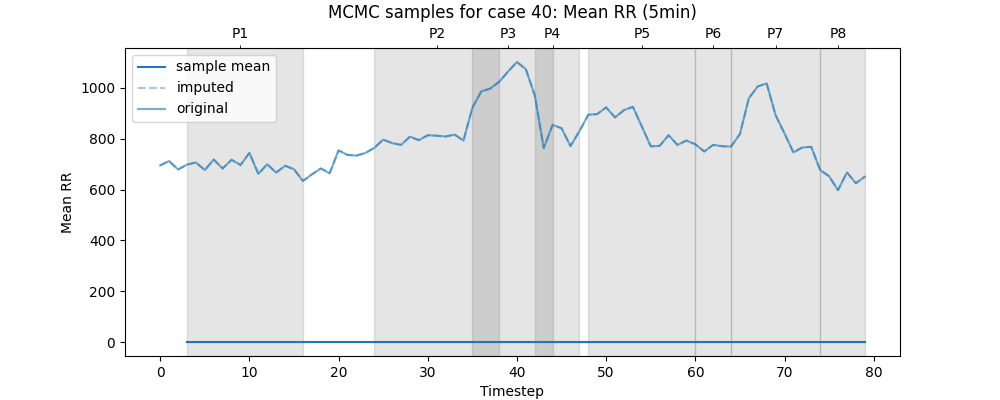 MCMC samples for case 40: Mean RR (5min)
P1 P2 P3 P4 P5 P6 P7 P8
sample mean
imputed
original
Mean RR
1000
800
600
400
200
0
0 10 20 30 40 50 60 70 80
Timestep